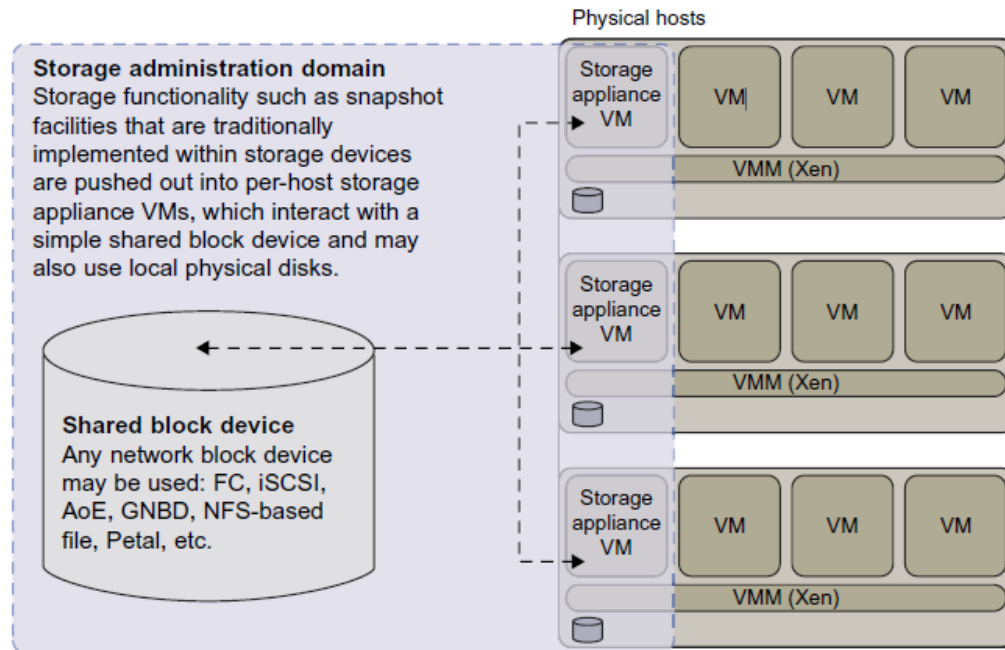 Physical hosts
Storage administration domain
Storage functionality such as snapshot
facilities that are traditionally
implemented within storage devices
are pushed out into per-host storage
appliance VMs, which interact with a
simple shared block device and may
also use local physical disks.
Shared block device
Any network block device
may be used: FC, iSCSI,
AoE, GNBD, NFS-based
file, Petal, etc.
Storage
appliance
VM
VM
VM
VM
VMM (Xen)
Storage
appliance
VM
VM
VM
VM
VMM (Xen)
Storage
appliance
VM
VM
VM
VM
VMM (Xen)